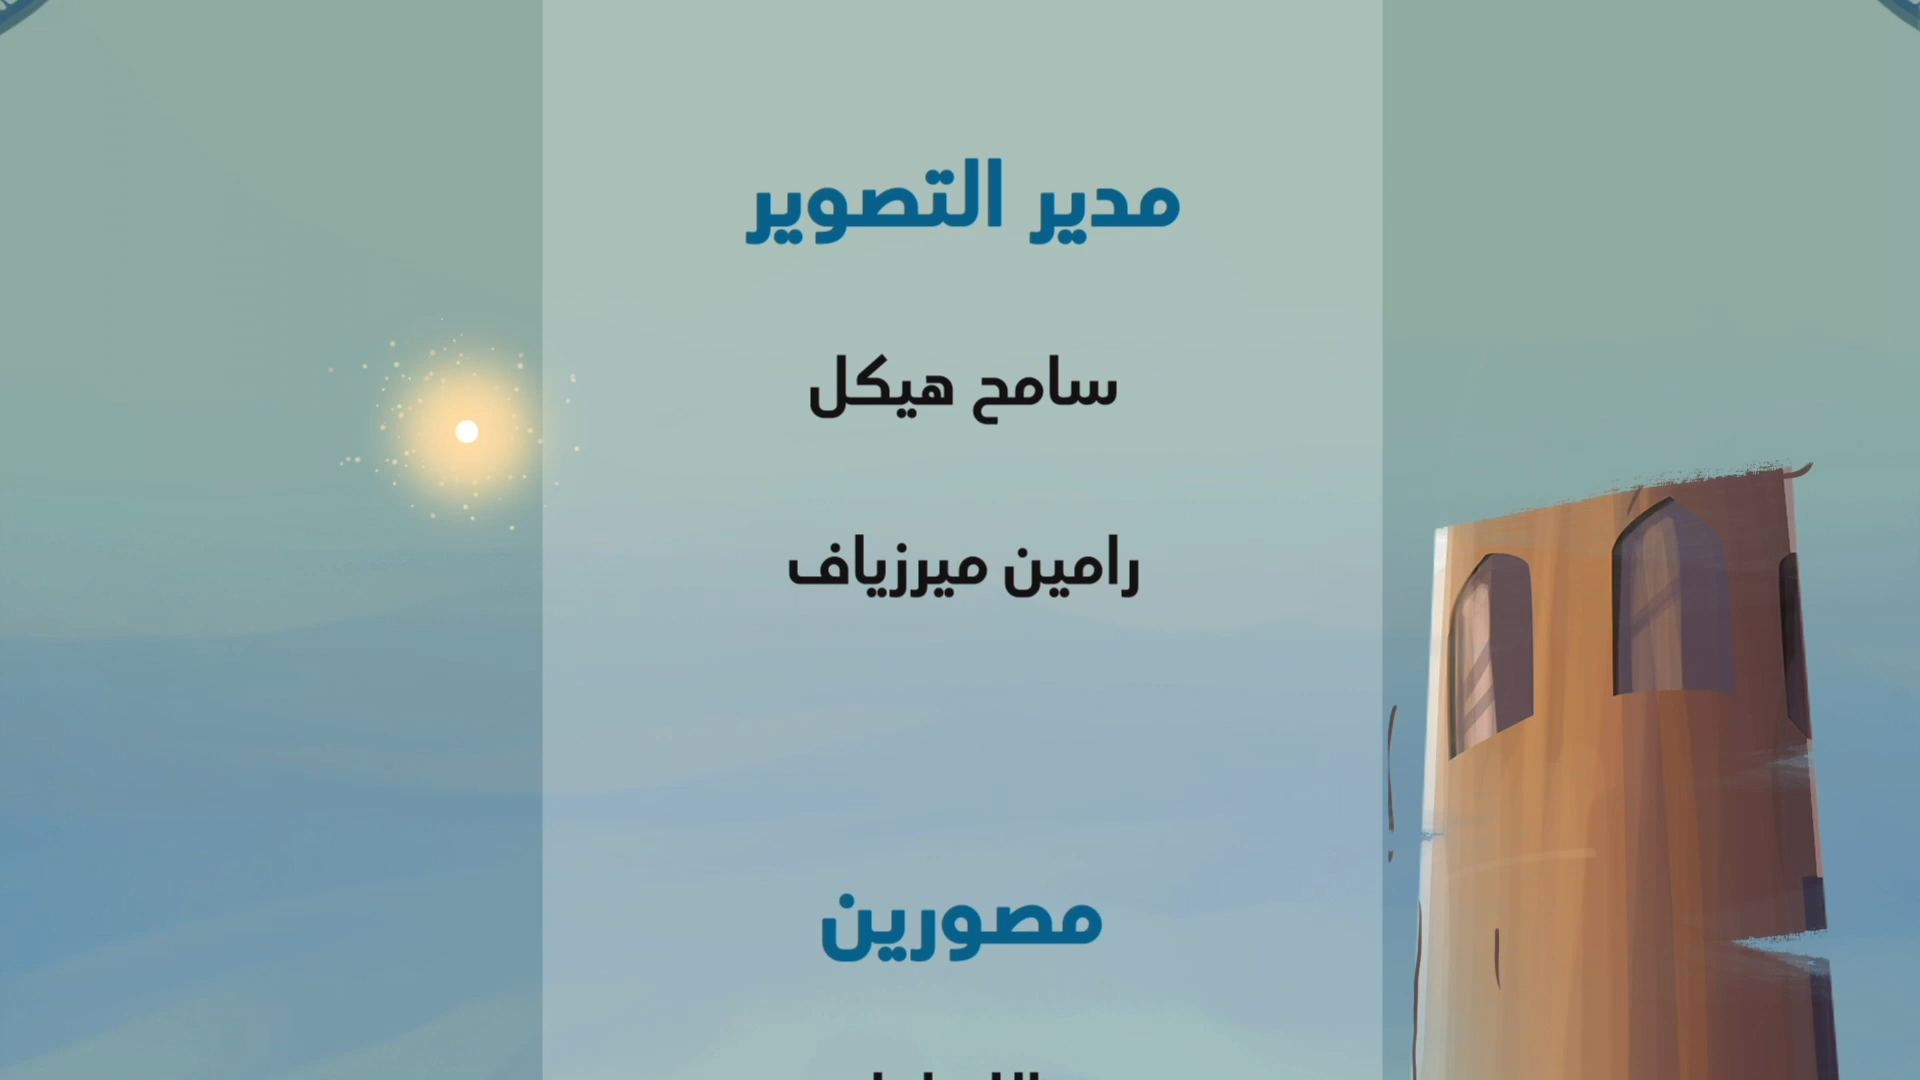 مدير التصوير
سامح هيكل
رامين ميرزياف
مصورين